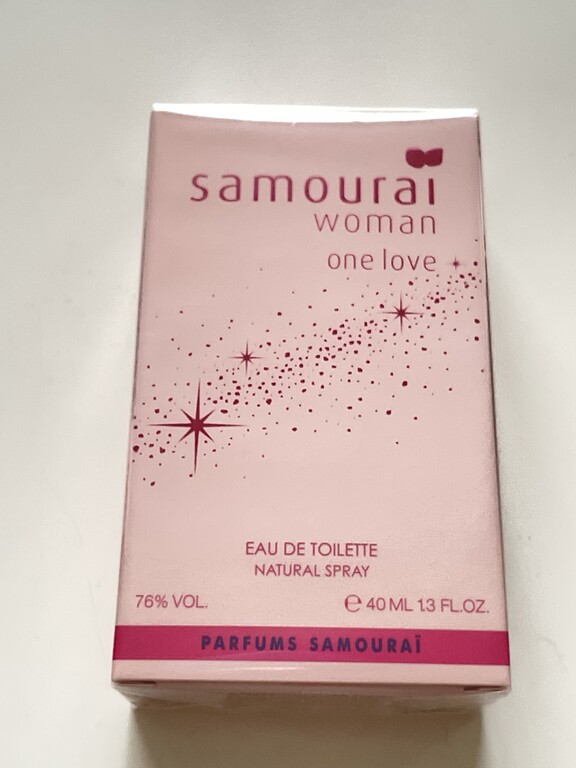 samouraï
woman
one love
EAU DE TOILETTE
NATURAL SPRAY
76% VOL.
℮ 40 ML 1.3 FL.OZ.
PARFUMS SAMOURAÏ